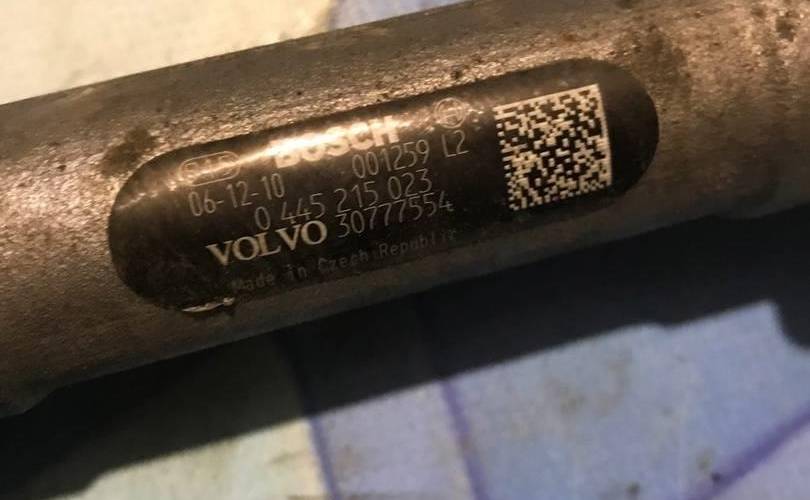 BOSCH
06-12-10 001259 L2
0 445 215 023
VOLVO 30777554
Made in Czech Republic